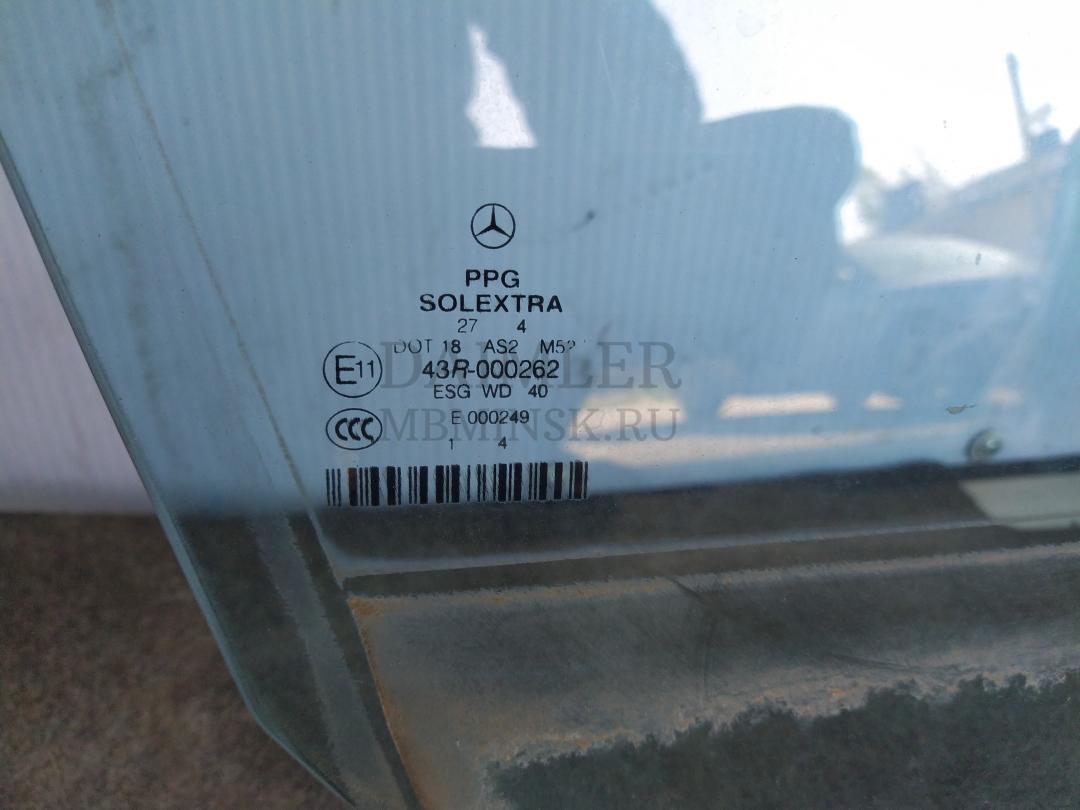 PPG
SOLEXTRA
27 4
DOT 18 AS2 M52
E11
43R-000262
ESG WD 40
CCC
E 000249
1 4
DAIMLER
MBMINSK.RU